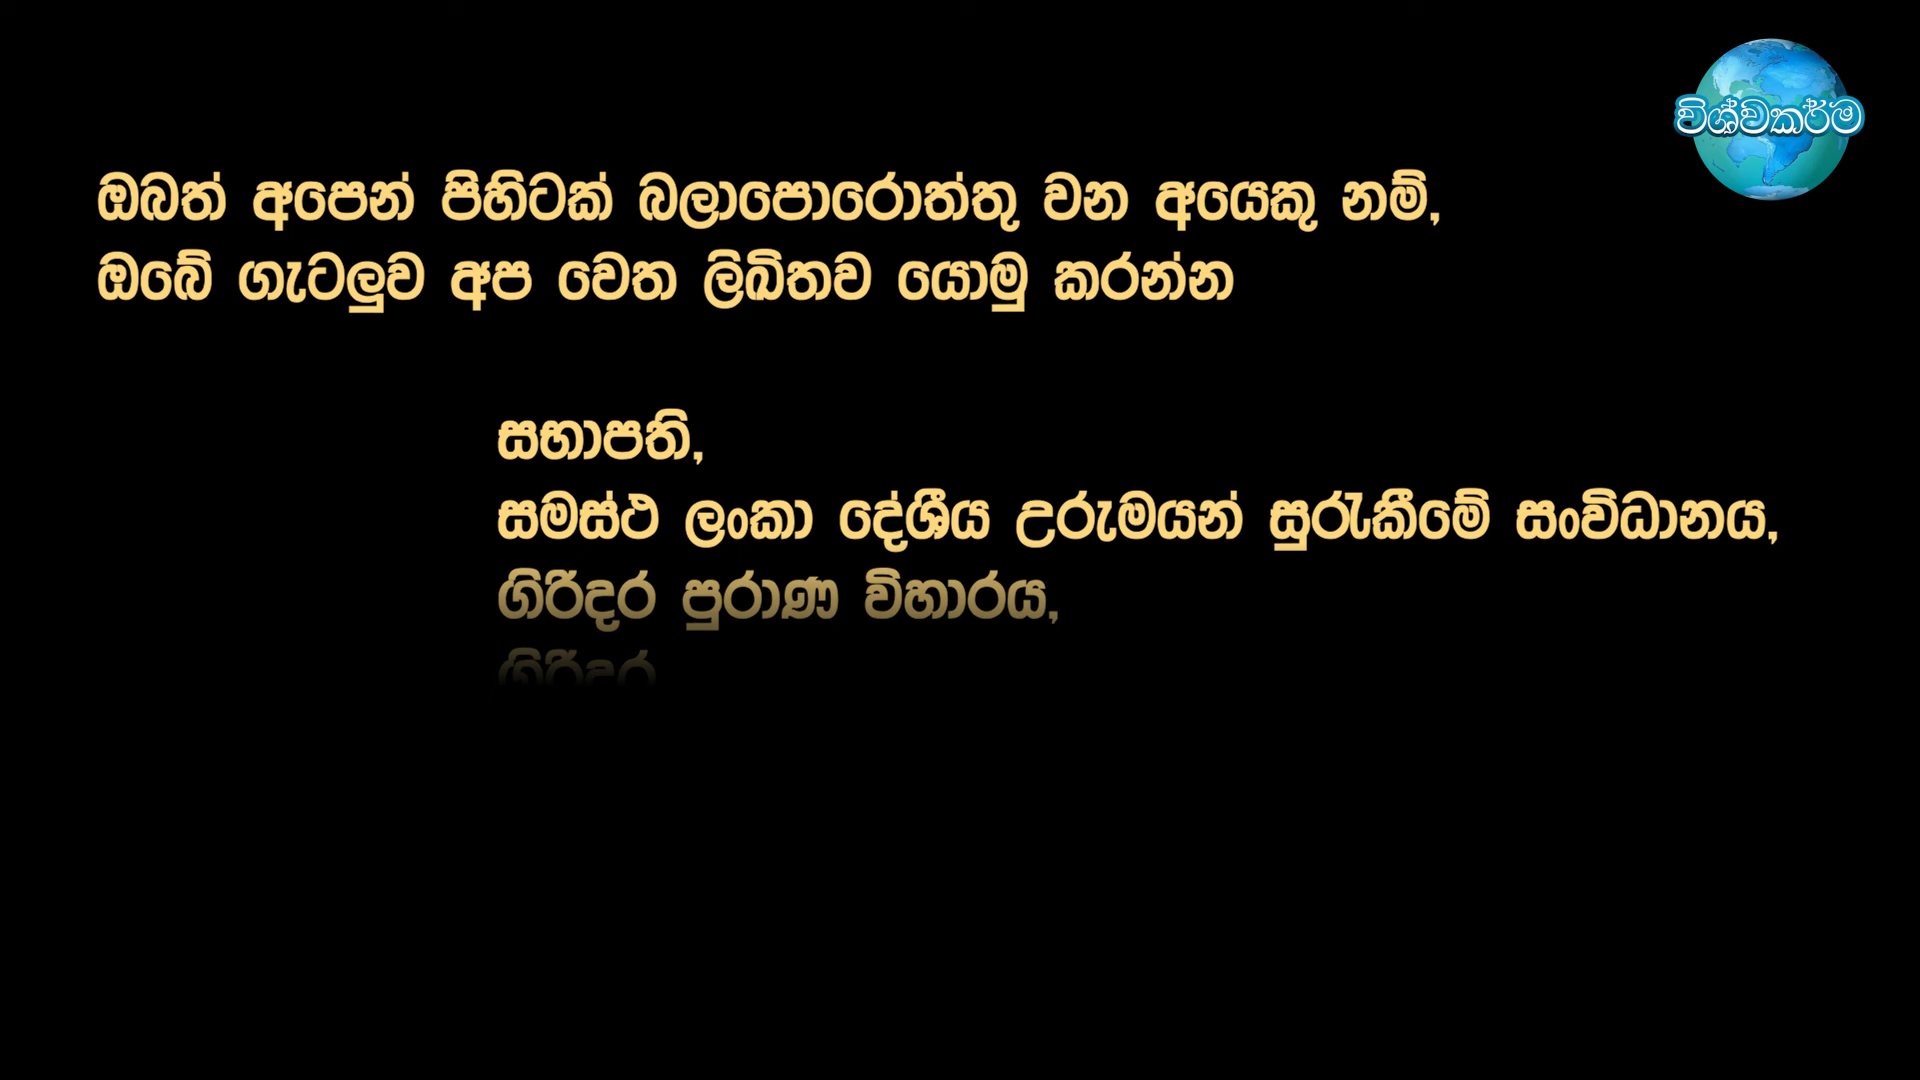 විශ්වකර්ම
ඔබත් අපෙන් පිහිටක් බලාපොරොත්තු වන අයෙකු නම්,
ඔබේ ගැටලුව අප වෙත ලිඛිතව යොමු කරන්න
සභාපති,
සමස්ථ ලංකා දේශීය උරුමයන් සුරැකීමේ සංවිධානය,
ගිරිදර පුරාණ විහාරය,
ගිරිදර